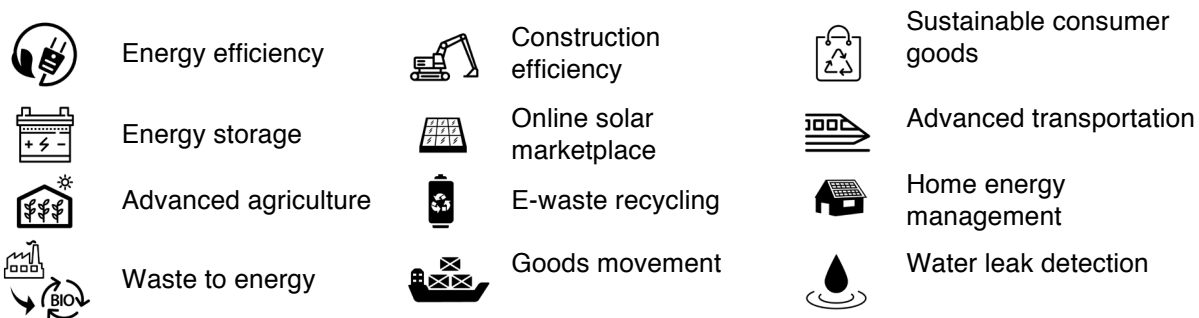 Energy efficiency
Construction
efficiency
Sustainable consumer
goods
Energy storage
Online solar
marketplace
Advanced transportation
Advanced agriculture
E-waste recycling
Home energy
management
Waste to energy
BIO
Goods movement
Water leak detection